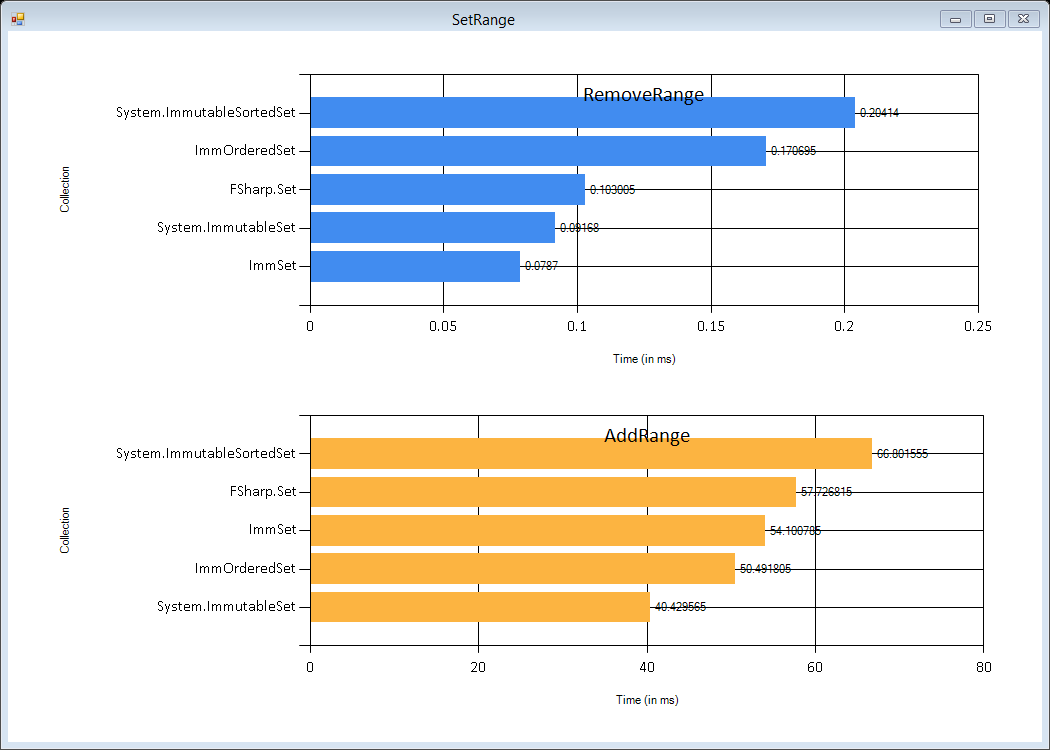 SetRange
RemoveRange
System.ImmutableSortedSet
0.20414
ImmOrderedSet
0.170695
FSharp.Set
0.103005
System.ImmutableSet
0.09168
ImmSet
0.0787
Collection
0 0.05 0.1 0.15 0.2 0.25
Time (in ms)
AddRange
System.ImmutableSortedSet
66.801555
FSharp.Set
57.726815
ImmSet
54.100785
ImmOrderedSet
50.491805
System.ImmutableSet
40.429565
Collection
0 20 40 60 80
Time (in ms)